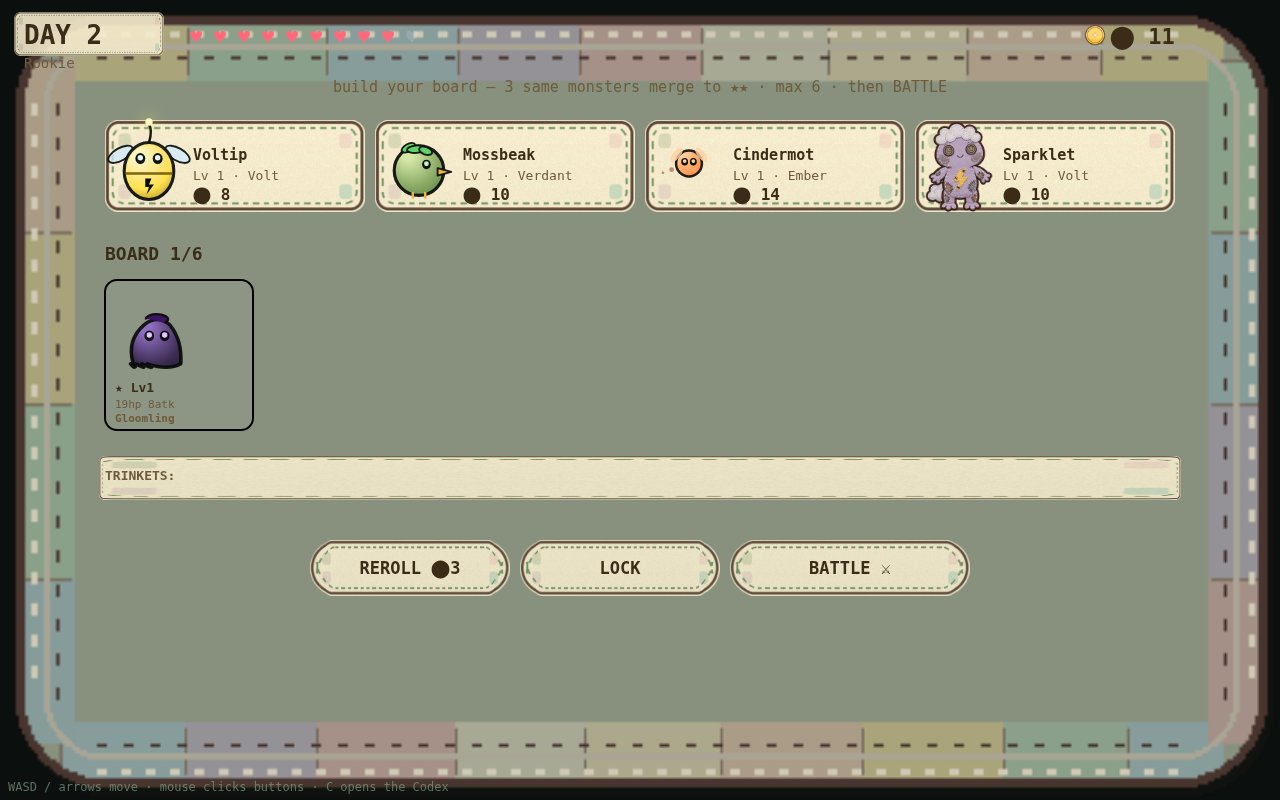 DAY 2
11
Rookie
build your board — 3 same monsters merge to ★★ · max 6 · then BATTLE
Voltip
Lv 1 · Volt
8
Mossbeak
Lv 1 · Verdant
10
Cindermot
Lv 1 · Ember
14
Sparklet
Lv 1 · Volt
10
BOARD 1/6
★ Lv1
19hp 8atk
Gloomling
TRINKETS:
REROLL ⬤3
LOCK
BATTLE ⚔
WASD / arrows move · mouse clicks buttons · C opens the Codex